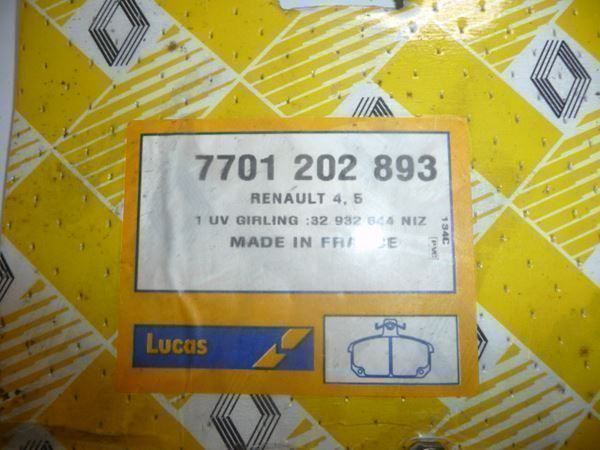 7701 202 893
RENAULT 4, 5
1 UV GIRLING :32 932 644 NIZ
MADE IN FRANCE
134C
Lucas